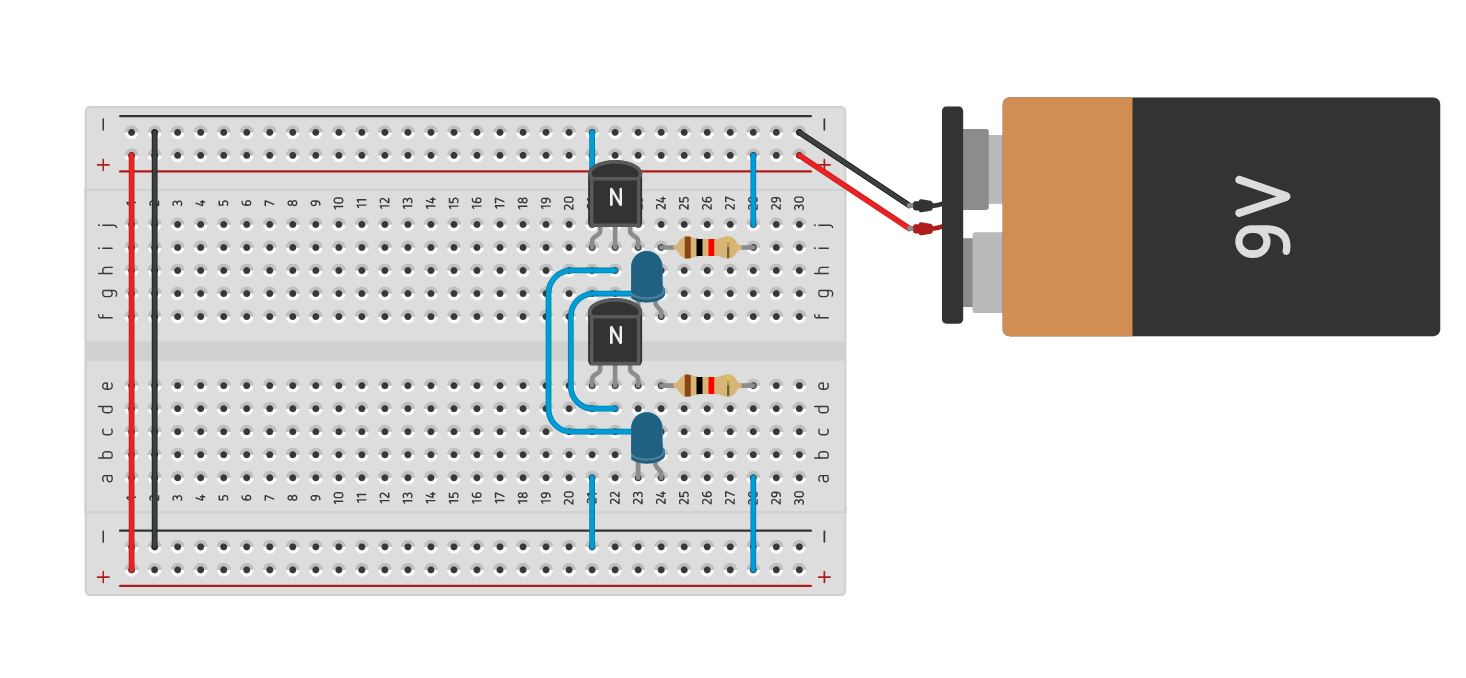 − −
+ +
1 2 3 4 5 6 7 8 9 10 11 12 13 14 15 16 17 18 19 20 24 25 26 27 28 29 30
N
9V
j j
i i
h h
g g
f f
N
e e
d d
c c
b b
a a
1 2 3 4 5 6 7 8 9 10 11 12 13 14 15 16 17 18 19 20 21 22 23 24 25 26 27 28 29 30
− −
+ +